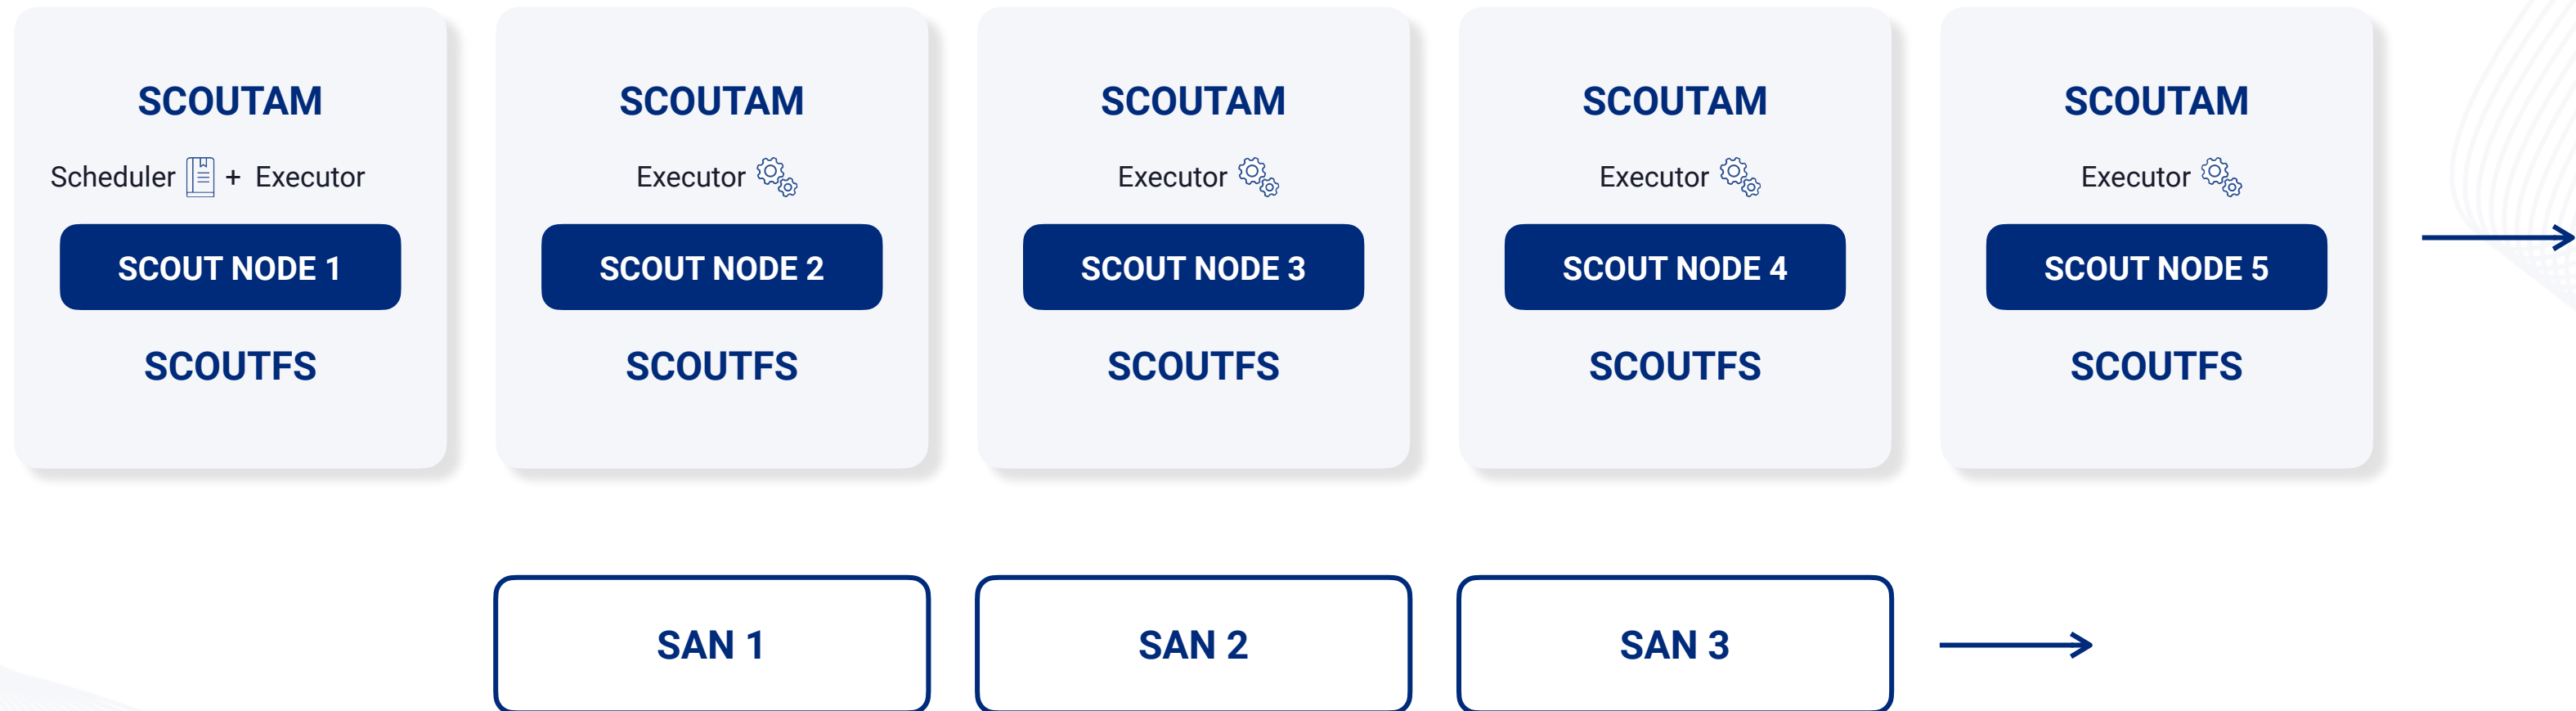 SCOUTAM
Scheduler + Executor
SCOUT NODE 1
SCOUTFS
SCOUTAM
Executor
SCOUT NODE 2
SCOUTFS
SCOUTAM
Executor
SCOUT NODE 3
SCOUTFS
SCOUTAM
Executor
SCOUT NODE 4
SCOUTFS
SCOUTAM
Executor
SCOUT NODE 5
SCOUTFS
SAN 1
SAN 2
SAN 3